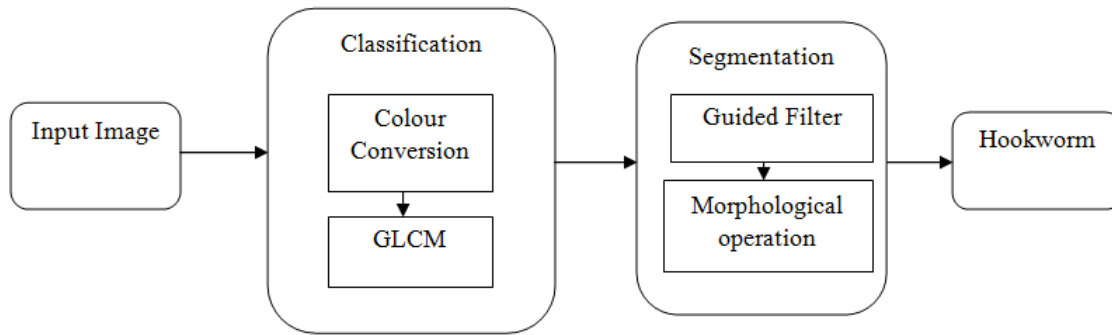 Input Image
Classification
Colour
Conversion
GLCM
Segmentation
Guided Filter
Morphological
operation
Hookworm